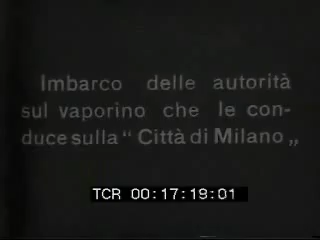 Imbarco delle autorità
sul vaporino che le con-
duce sulla “ Città di Milano „
TCR 00:17:19:01